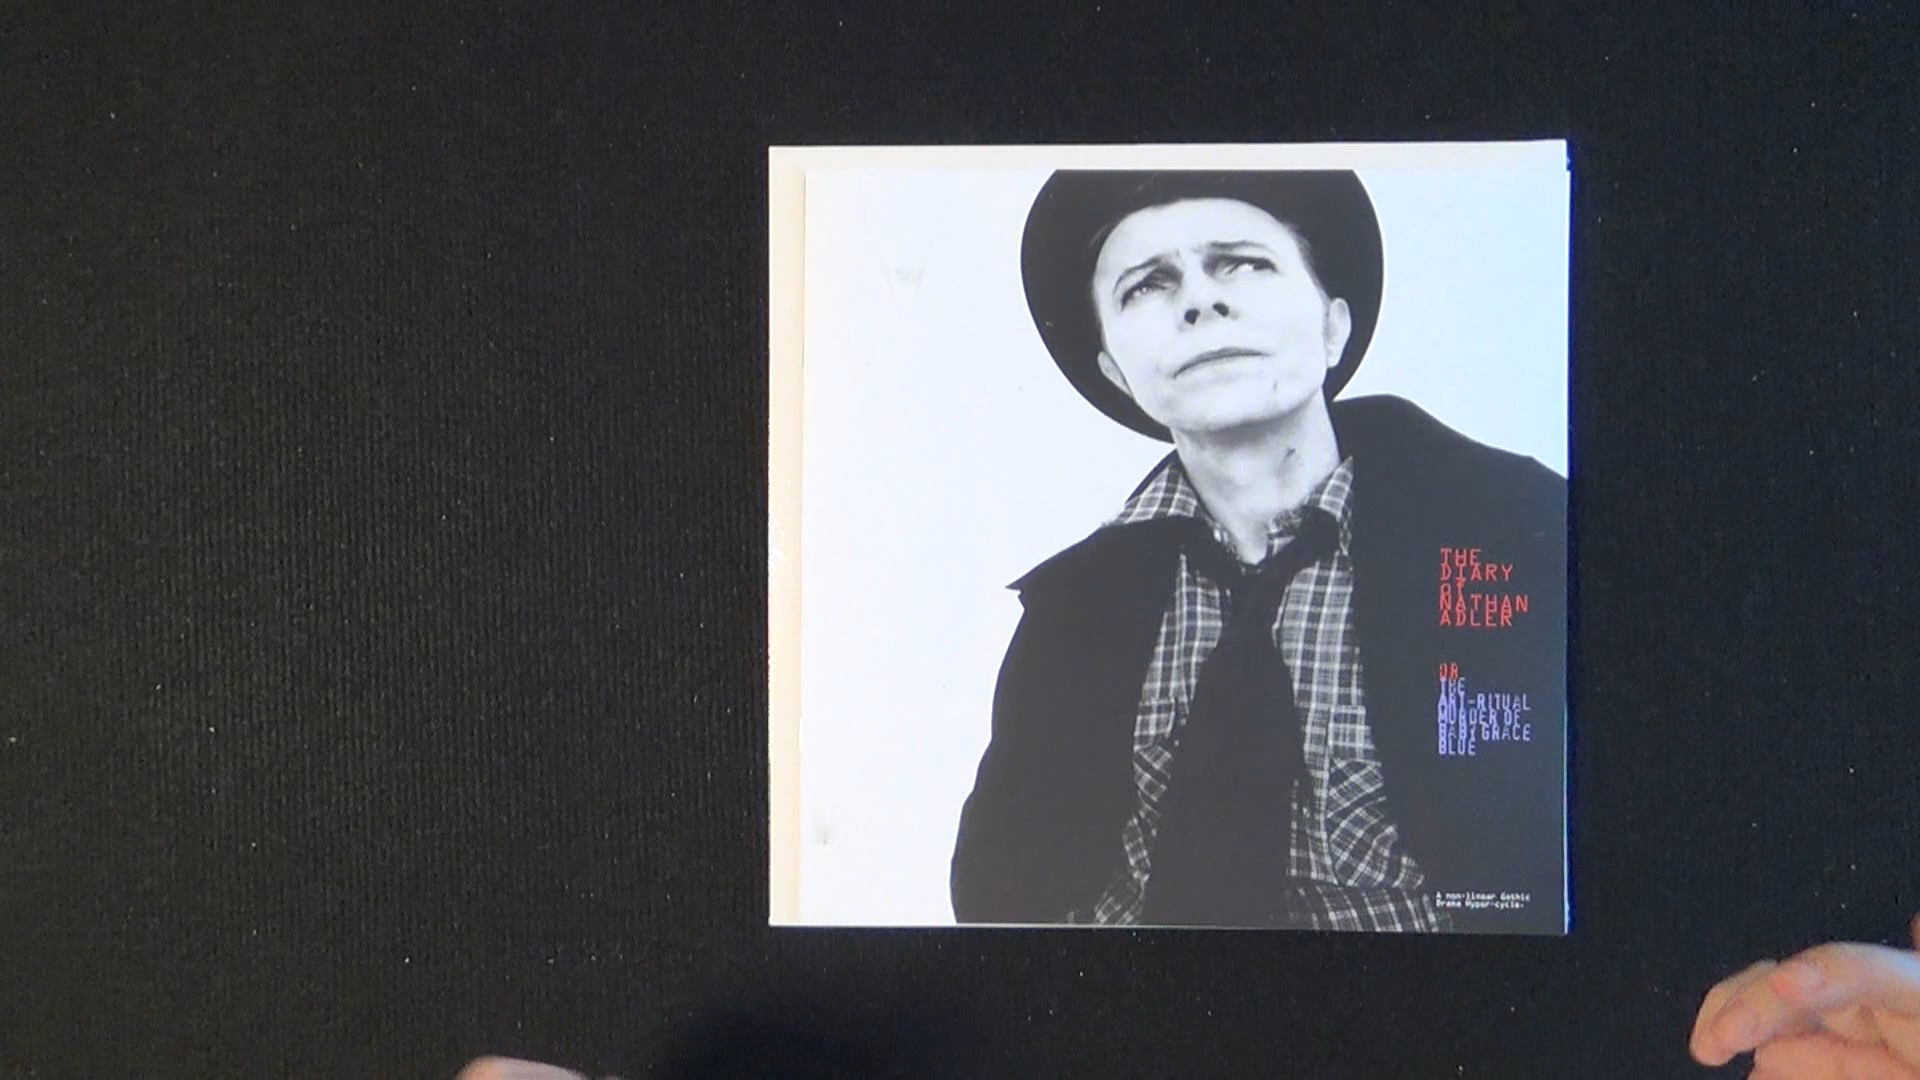 THE
DIARY
OF
NATHAN
ADLER
OR
THE
ART-RITUAL
MURDER OF
BABY GRACE
BLUE
A non-linear Gothic
Drama Hyper-cycle.